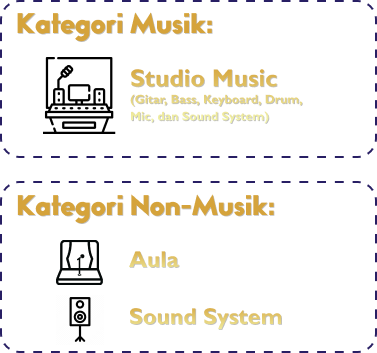 Kategori Musik:
Studio Music
(Gitar, Bass, Keyboard, Drum,
Mic, dan Sound System)
Kategori Non-Musik:
Aula
Sound System